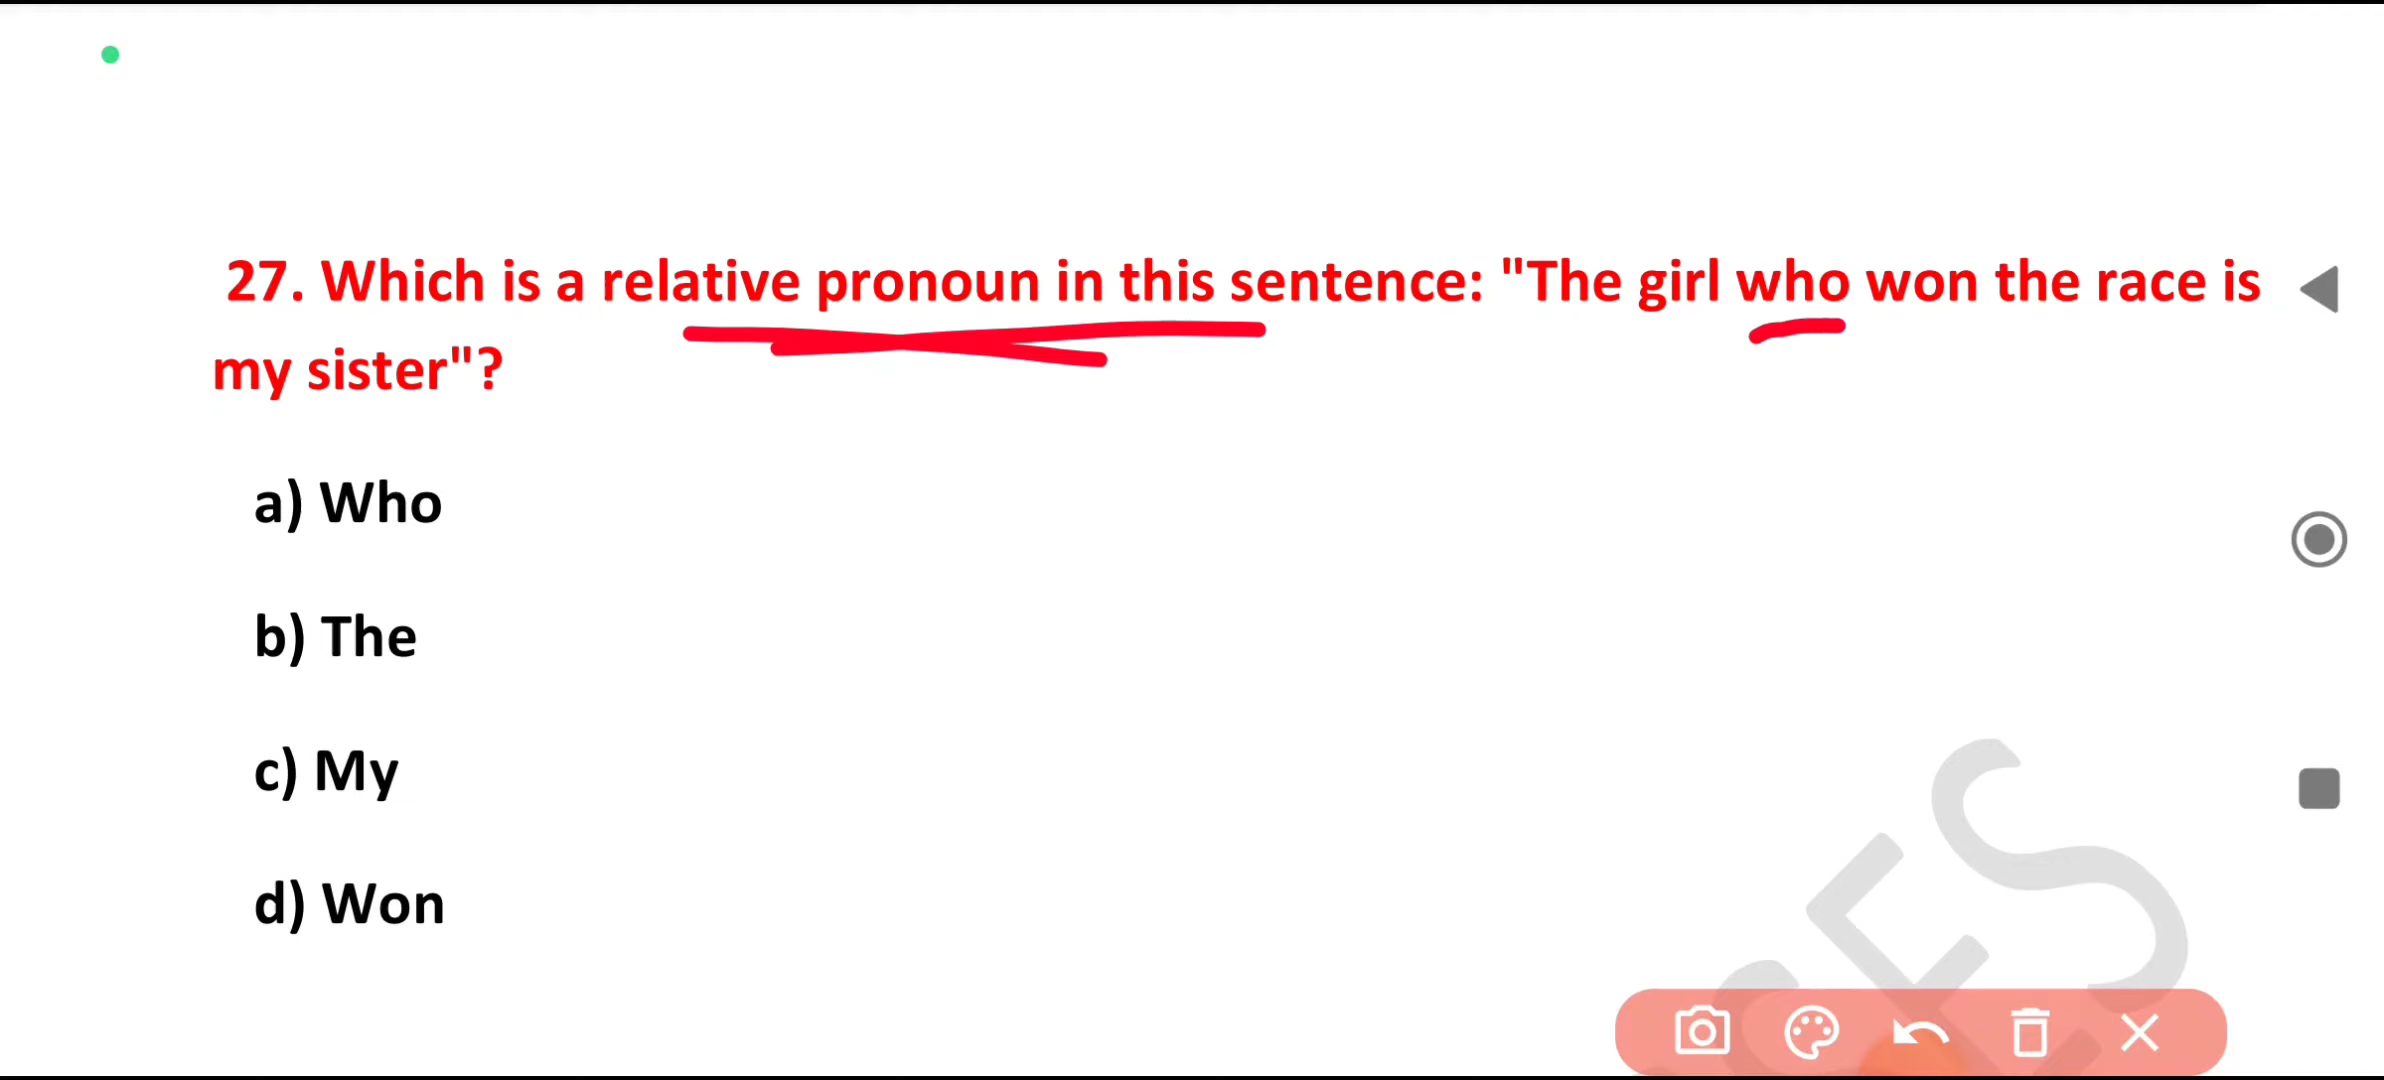 27. Which is a relative pronoun in this sentence: "The girl who won the race is
my sister"?
a) Who
b) The
c) My
d) Won